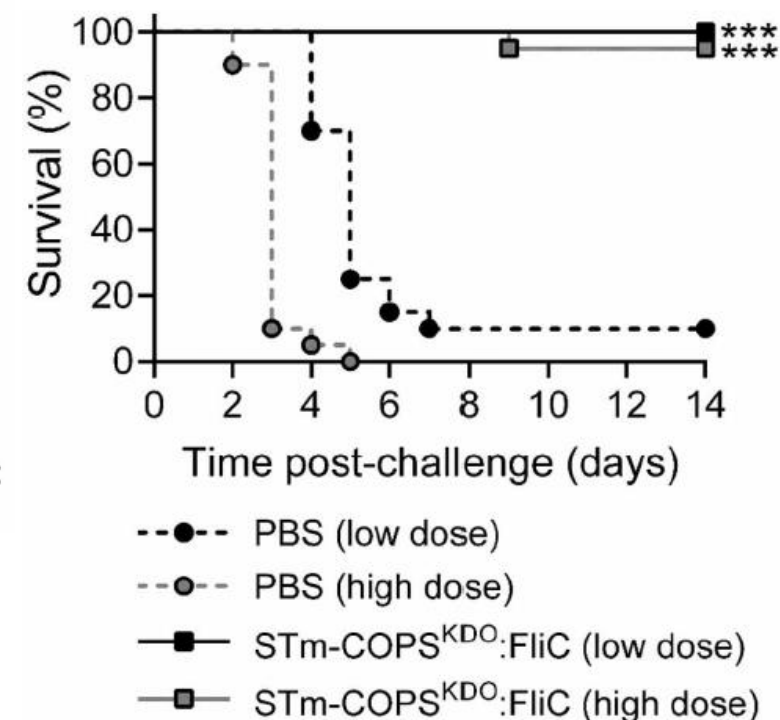 Survival (%)
100
80
60
40
20
0
***
***
0 2 4 6 8 10 12 14
Time post-challenge (days)
PBS (low dose)
PBS (high dose)
STm-COPSᴷᴰᴼ:FliC (low dose)
STm-COPSᴷᴰᴼ:FliC (high dose)